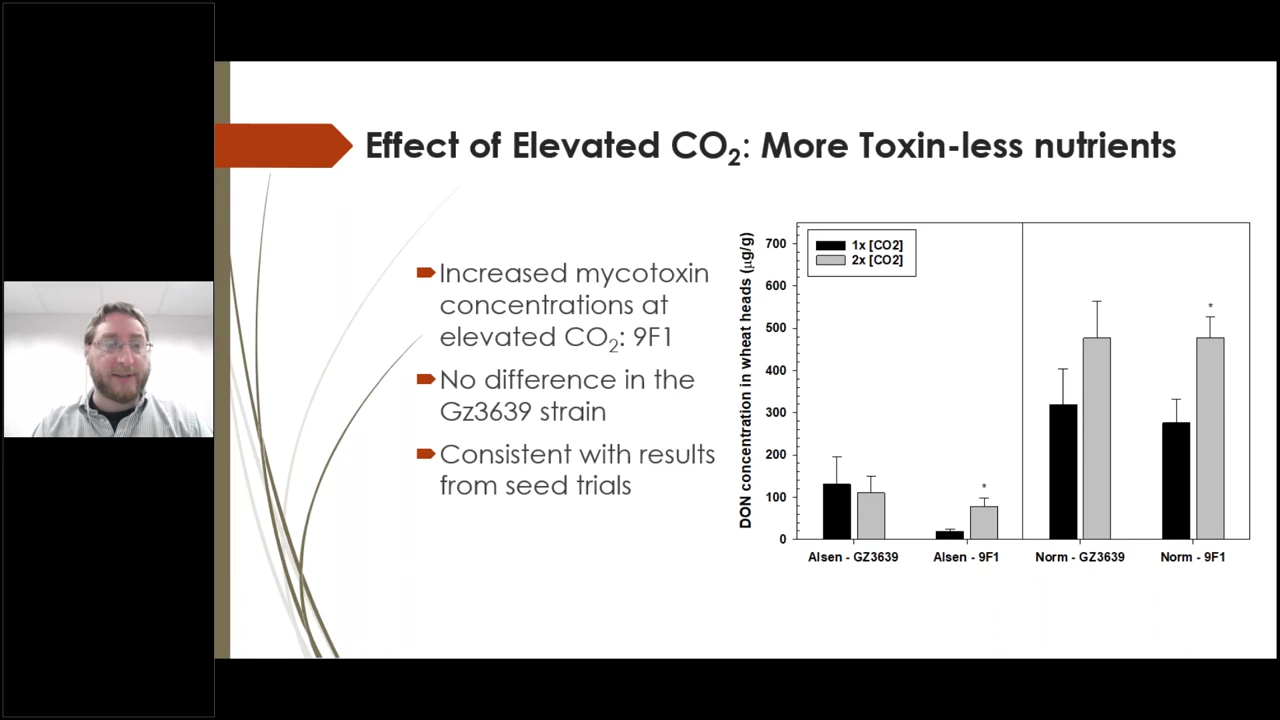 Effect of Elevated CO₂: More Toxin-less nutrients
Increased mycotoxin
concentrations at
elevated CO₂: 9F1
No difference in the
Gz3639 strain
Consistent with results
from seed trials
DON concentration in wheat heads (μg/g)
1x [CO2]
2x [CO2]
700
600
500
400
300
200
100
0
*
*
Alsen - GZ3639
Alsen - 9F1
Norm - GZ3639
Norm - 9F1